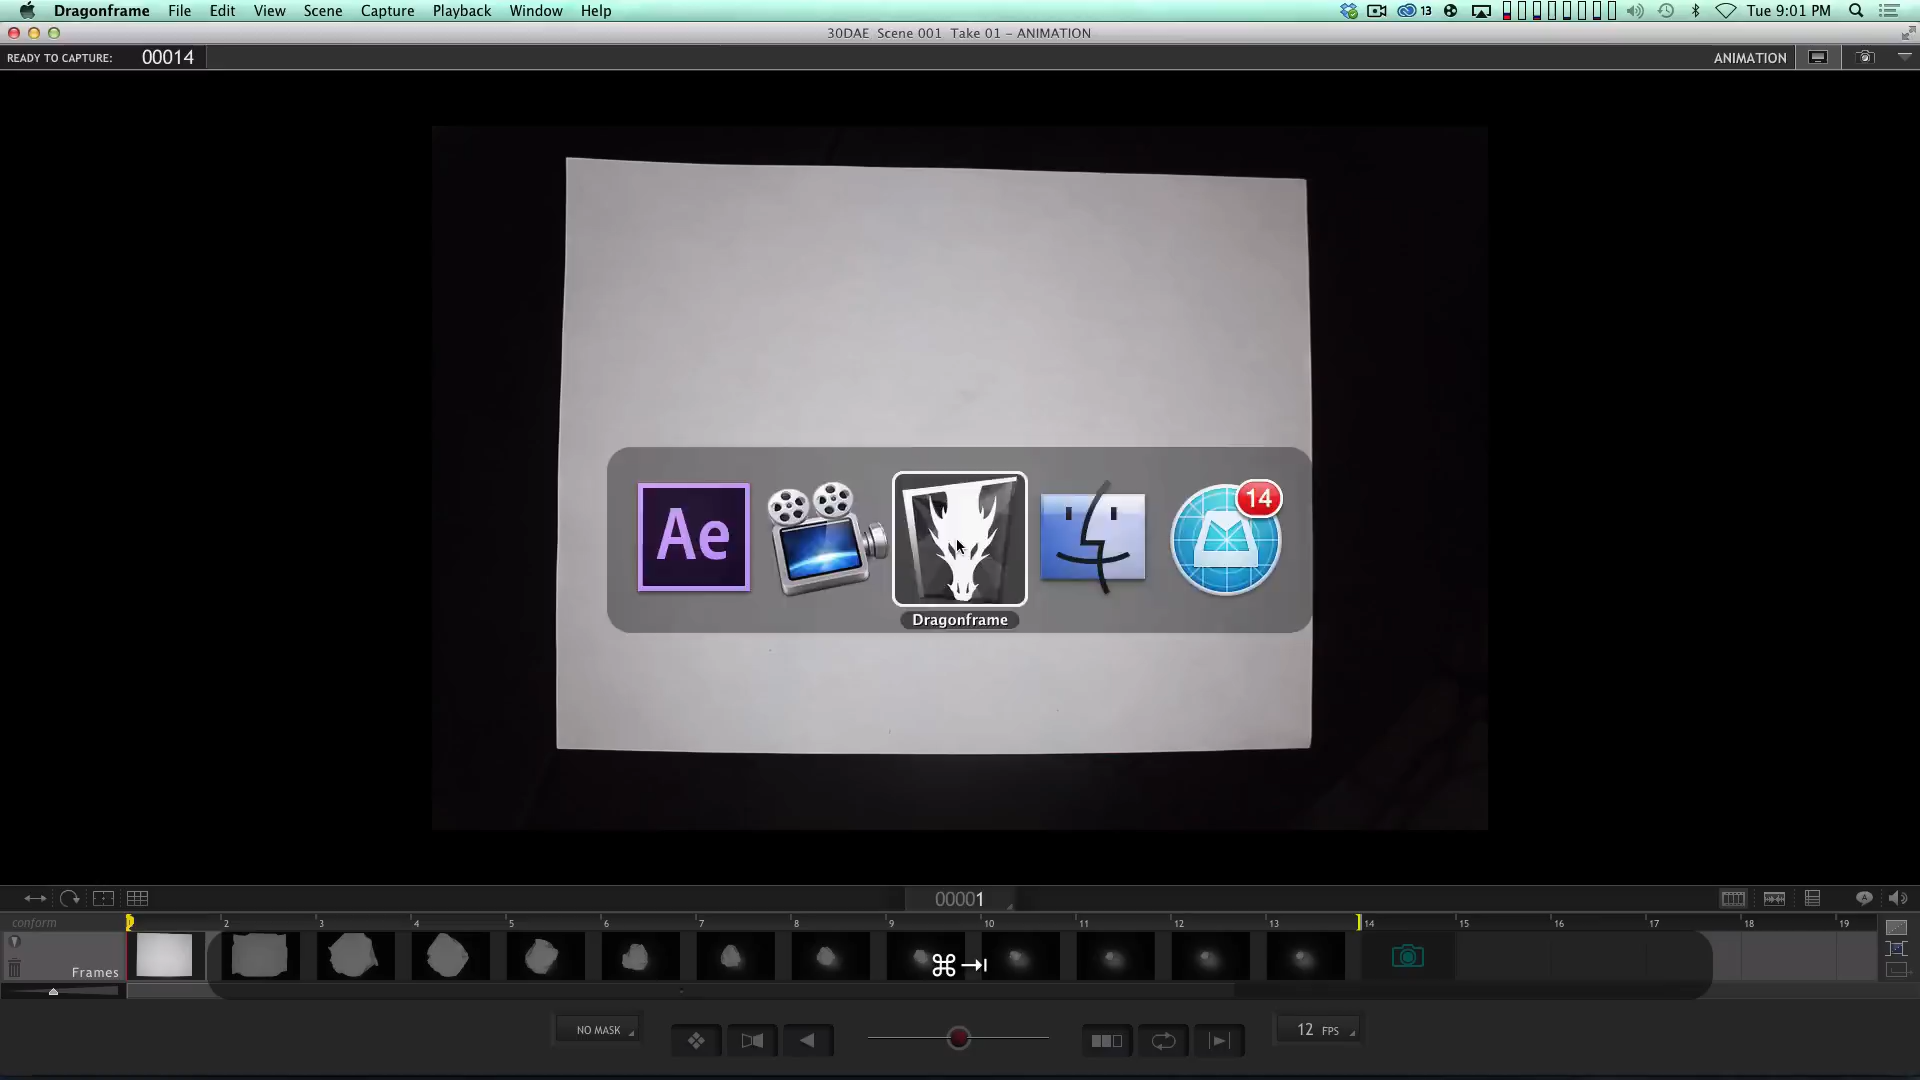 Dragonframe File Edit View Scene Capture Playback Window Help 13 Tue 9:01 PM
30DAE Scene 001 Take 01 – ANIMATION
READY TO CAPTURE: 00014 ANIMATION
Ae 14
Dragonframe
00001
conform 2 3 4 5 6 7 8 9 10 11 12 13 14 15 16 17 18 19
Frames ⌘ ⇥
NO MASK 12 FPS